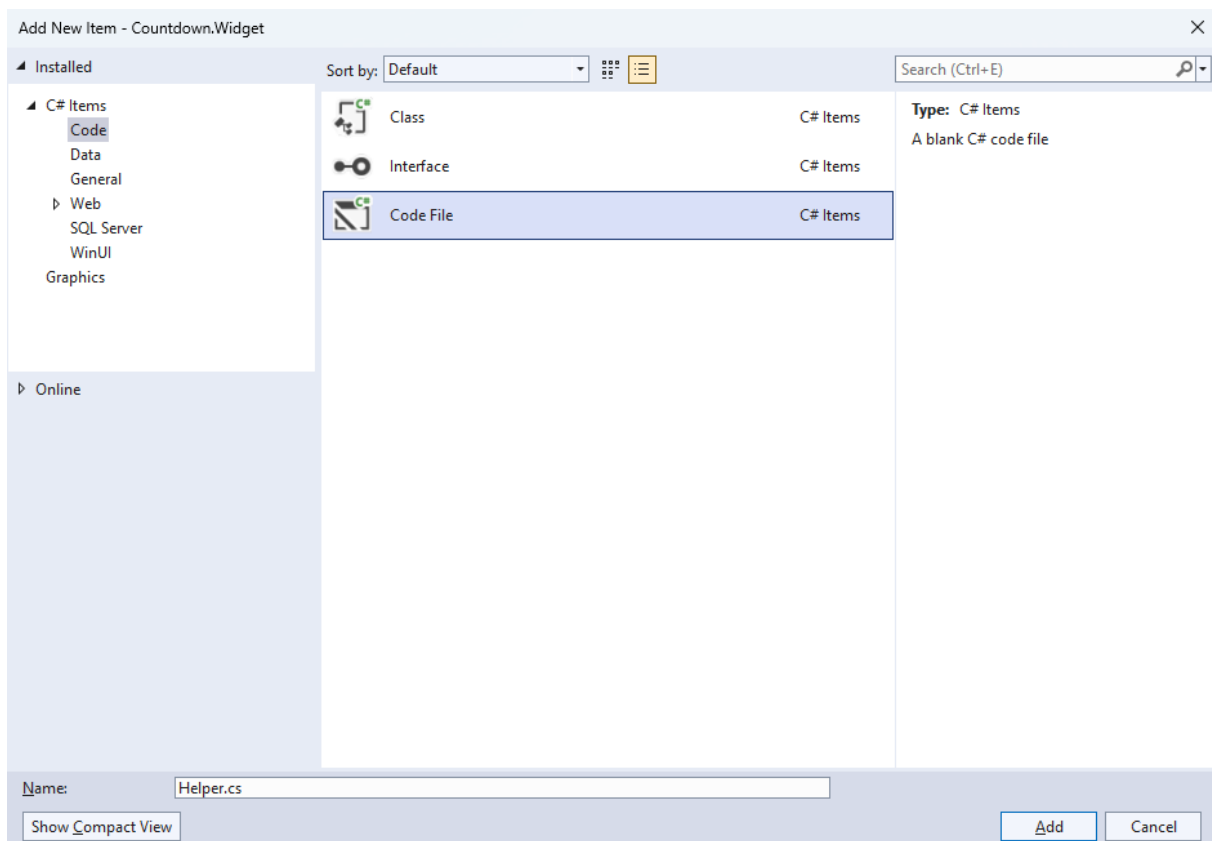 Add New Item - Countdown.Widget
Installed
C# Items
Code
Data
General
Web
SQL Server
WinUI
Graphics
Online
Sort by: Default
Class C# Items
Interface C# Items
Code File C# Items
Search (Ctrl+E)
Type: C# Items
A blank C# code file
Name: Helper.cs
Show Compact View
Add
Cancel